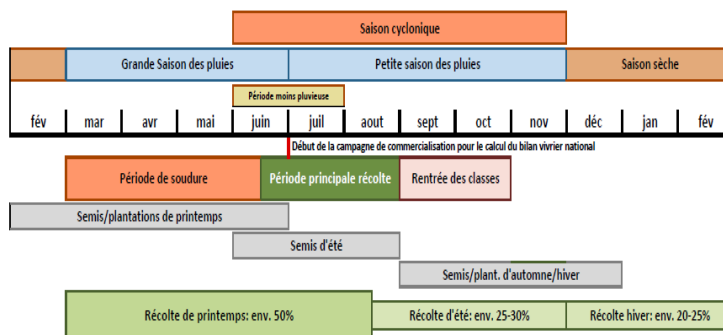 Saison cyclonique
Grande Saison des pluies
Petite saison des pluies
Saison sèche
Période moins pluvieuse
fév mar avr mai juin juil aout sept oct nov déc jan fév
Début de la campagne de commercialisation pour le calcul du bilan vivrier national
Période de soudure
Période principale récolte
Rentrée des classes
Semis/plantations de printemps
Semis d'été
Semis/plant. d'automne/hiver
Récolte de printemps: env. 50%
Récolte d'été: env. 25-30%
Récolte hiver: env. 20-25%